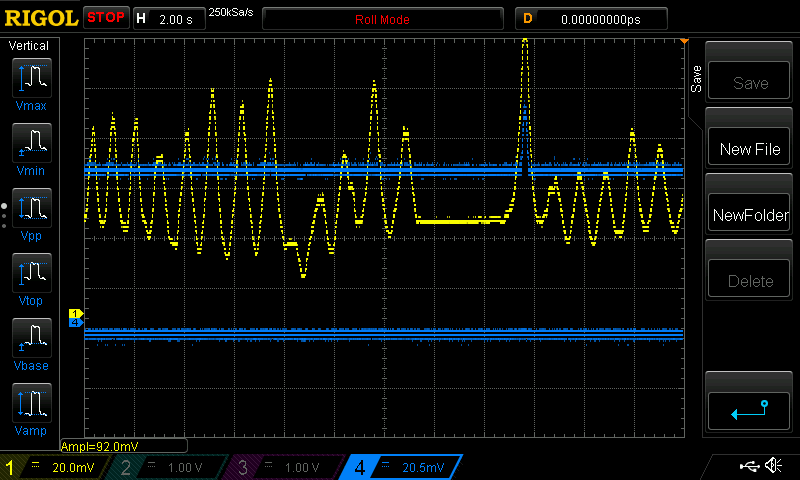 RIGOL STOP H 2.00 s 250kSa/s Roll Mode D 0.00000000ps
Vertical
Vmax
Vmin
Vpp
Vtop
Vbase
Vamp
Save
Save
New File
NewFolder
Delete
1
4
Ampl=92.0mV
1 = 20.0mV 2 = 1.00 V 3 = 1.00 V 4 = 20.5mV